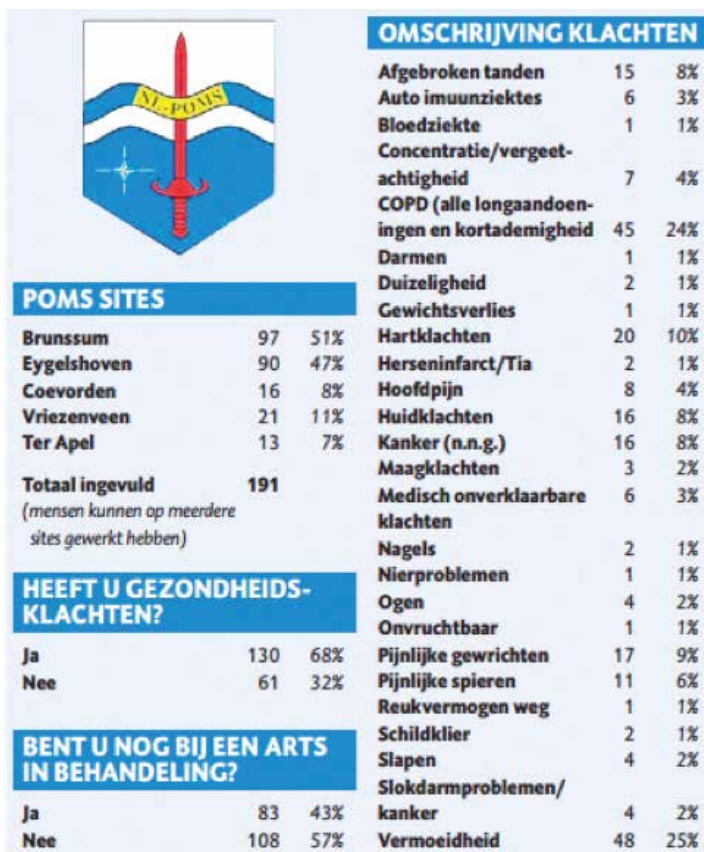 NL-POMS
POMS SITES
Brunssum 97 51%
Eygelshoven 90 47%
Coevorden 16 8%
Vriezenveen 21 11%
Ter Apel 13 7%
Totaal ingevuld 191
(mensen kunnen op meerdere
sites gewerkt hebben)
HEEFT U GEZONDHEIDS-
KLACHTEN?
Ja 130 68%
Nee 61 32%
BENT U NOG BIJ EEN ARTS
IN BEHANDELING?
Ja 83 43%
Nee 108 57%
OMSCHRIJVING KLACHTEN
Afgebroken tanden 15 8%
Auto imuunziektes 6 3%
Bloedziekte 1 1%
Concentratie/vergeet-
achtigheid 7 4%
COPD (alle longaandoen-
ingen en kortademigheid 45 24%
Darmen 1 1%
Duizeligheid 2 1%
Gewichtsverlies 1 1%
Hartklachten 20 10%
Herseninfarct/Tia 2 1%
Hoofdpijn 8 4%
Huidklachten 16 8%
Kanker (n.n.g.) 16 8%
Maagklachten 3 2%
Medisch onverklaarbare 6 3%
klachten
Nagels 2 1%
Nierproblemen 1 1%
Ogen 4 2%
Onvruchtbaar 1 1%
Pijnlijke gewrichten 17 9%
Pijnlijke spieren 11 6%
Reukvermogen weg 1 1%
Schildklier 2 1%
Slapen 4 2%
Slokdarmproblemen/
kanker 4 2%
Vermoeidheid 48 25%